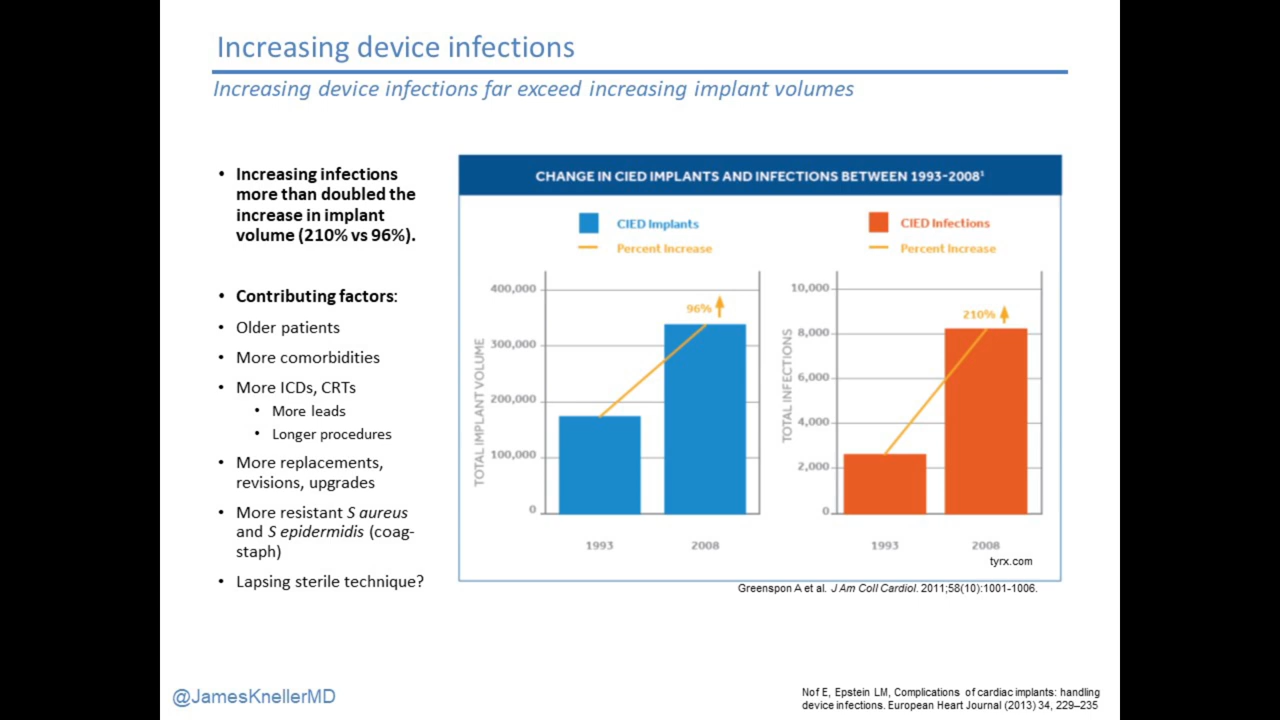 Increasing device infections
Increasing device infections far exceed increasing implant volumes
• Increasing infections
more than doubled the
increase in implant
volume (210% vs 96%).
• Contributing factors:
• Older patients
• More comorbidities
• More ICDs, CRTs
• More leads
• Longer procedures
• More replacements,
revisions, upgrades
• More resistant S aureus
and S epidermidis (coag-
staph)
• Lapsing sterile technique?
CHANGE IN CIED IMPLANTS AND INFECTIONS BETWEEN 1993-2008¹
CIED Implants
Percent Increase
TOTAL IMPLANT VOLUME
400,000
300,000
200,000
100,000
0
96%
1993
2008
CIED Infections
Percent Increase
TOTAL INFECTIONS
10,000
8,000
6,000
4,000
2,000
0
210%
1993
2008
tyrx.com
Greenspon A et al. J Am Coll Cardiol. 2011;58(10):1001-1006.
@JamesKnellerMD
Nof E, Epstein LM, Complications of cardiac implants: handling
device infections. European Heart Journal (2013) 34, 229–235